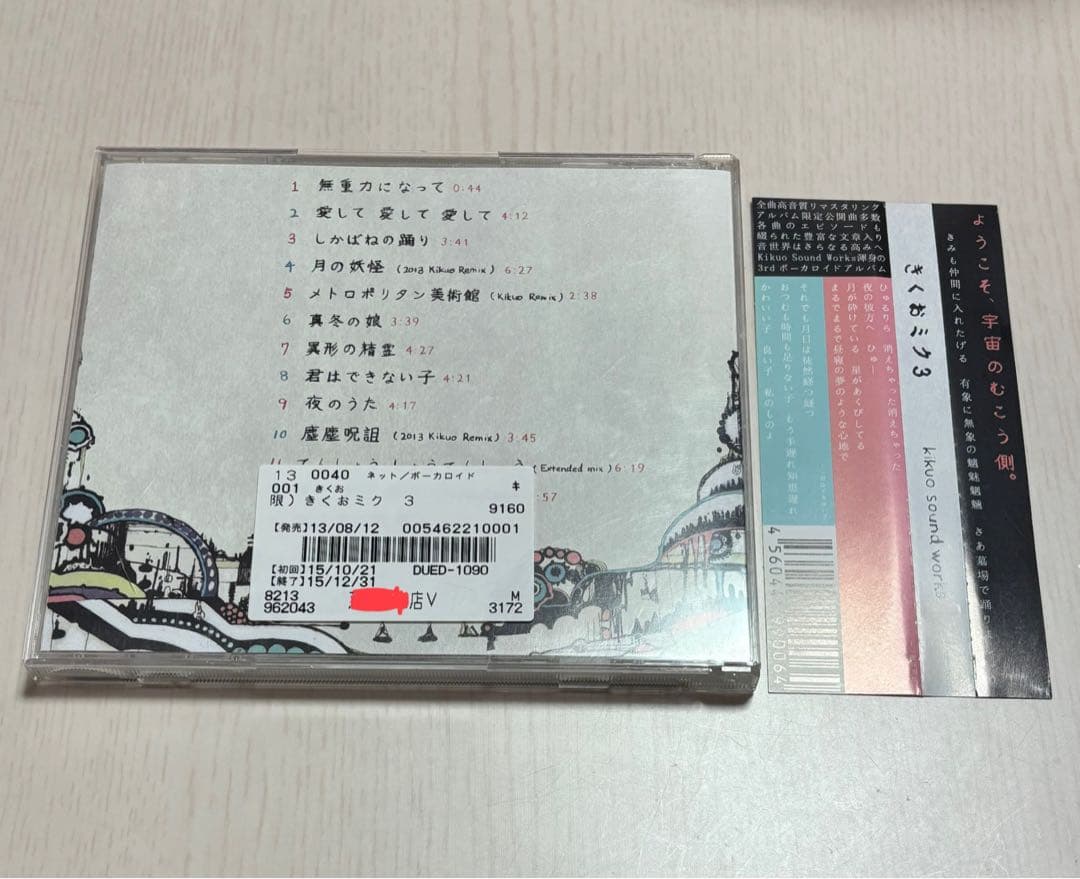 1 無重力になって 0:44
2 愛して 愛して 愛して 4:12
3 しかばねの踊り 3:41
4 月の妖怪 (2013 Kikuo Remix) 6:27
5 メトロポリタン美術館 (Kikuo Remix) 2:38
6 真冬の娘 3:39
7 異形の精霊 4:27
8 君はできない子 4:21
9 夜のうた 4:17
10 塵塵呪詛 (2013 Kikuo Remix) 3:45
(Extended mix) 6:19
:57
13 0040 ネット/ボーカロイド
001 きくお キ
限) きくおミク 3
9160
【発売】13/08/12 005462210001
【初回】15/10/21 DUED-1090
【終了】15/12/31
8213 店V M
962043 3172
全曲高音質リマスタリング
アルバム限定公開曲多数
各曲のエピソードも
綴られた豊富な文章入り
音世界はさらなる高みへ
Kikuo Sound Works渾身の
3rdボーカロイドアルバム
ようこそ、宇宙のむこう側。
きみも仲間に入れたげる 有象に無象の魑魅魍魎 さあ墓場で踊り
きくおミク3
kikuo sound works
ひゅるりら 消えちゃった消えちゃった
夜の彼方へ ひゅー
月が砕けている 星があくびしてる
まるでまるで昼寝の夢のような心地で
それでも月日は徒然経つ経つ
おつむも時間も足りない子 もう手遅れ知恵遅れ
かわいい子 良い子 私のものよ